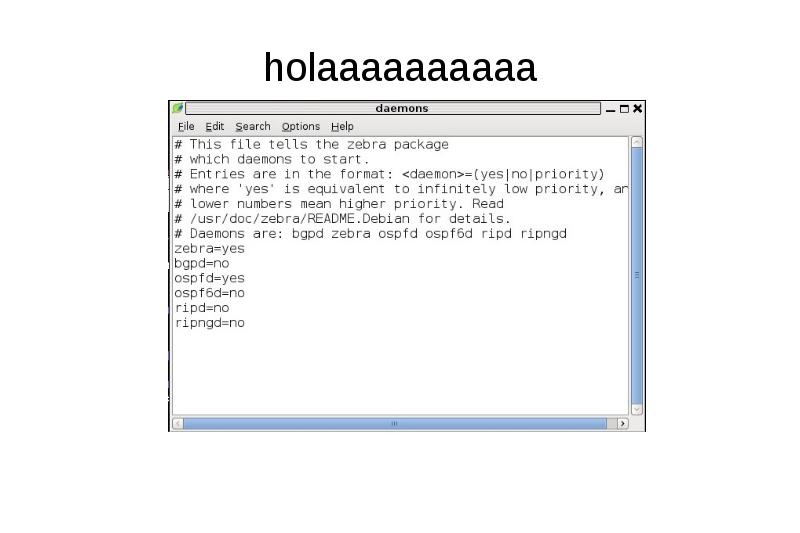 holaaaaaaaaaa
daemons
File Edit Search Options Help
# This file tells the zebra package
# which daemons to start.
# Entries are in the format: <daemon>=(yes|no|priority)
# where 'yes' is equivalent to infinitely low priority, an
# lower numbers mean higher priority. Read
# /usr/doc/zebra/README.Debian for details.
# Daemons are: bgpd zebra ospfd ospf6d ripd ripngd
zebra=yes
bgpd=no
ospfd=yes
ospf6d=no
ripd=no
ripngd=no